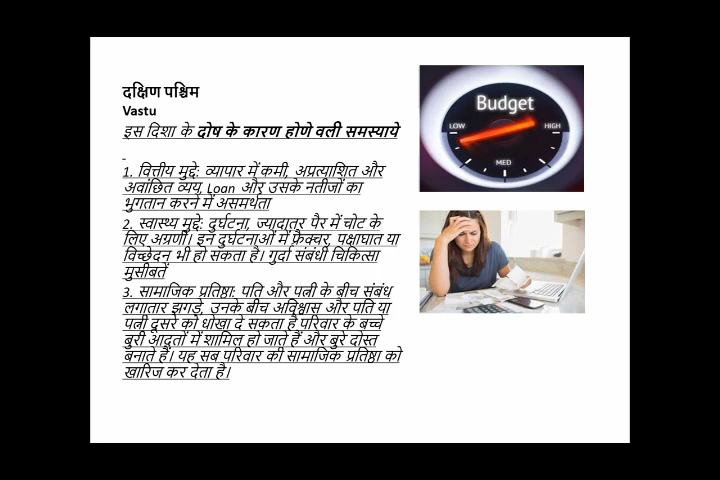 दक्षिण पश्चिम
Vastu
इस दिशा के दोष के कारण होणे वली समस्याये
1. वित्तीय मुद्दे: व्यापार में कमी, अप्रत्याशित और
अवांछित व्यय, Loan और उसके नतीजों का
भुगतान करने में असमर्थता
2. स्वास्थ्य मुद्दे: दुर्घटना, ज्यादातर पैर में चोट के
लिए अग्रणी। इन दुर्घटनाओं में फ्रैक्चर, पक्षाघात या
विच्छेदन भी हो सकता है। गुर्दा संबंधी चिकित्सा
मुसीबतें
3. सामाजिक प्रतिष्ठा: पति और पत्नी के बीच संबंध
लगातार झगड़े, उनके बीच अविश्वास और पति या
पत्नी दूसरे को धोखा दे सकता है परिवार के बच्चे
बुरी आदतों में शामिल हो जाते हैं और बुरे दोस्त
बनाते हैं। यह सब परिवार की सामाजिक प्रतिष्ठा को
खारिज कर देता है।
Budget
LOW
HIGH
MED